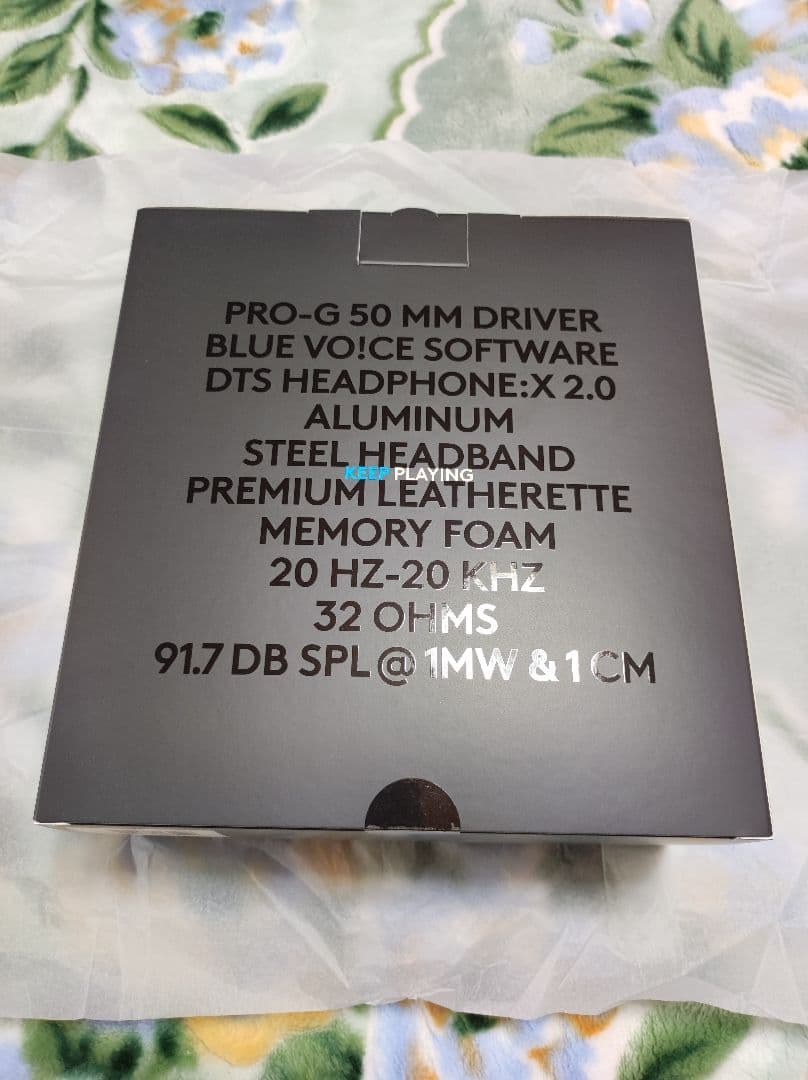 PRO-G 50 MM DRIVER
BLUE VO!CE SOFTWARE
DTS HEADPHONE:X 2.0
ALUMINUM
STEEL HEADBAND
KEEP PLAYING
PREMIUM LEATHERETTE
MEMORY FOAM
20 HZ-20 KHZ
32 OHMS
91.7 DB SPL @ 1MW & 1 CM